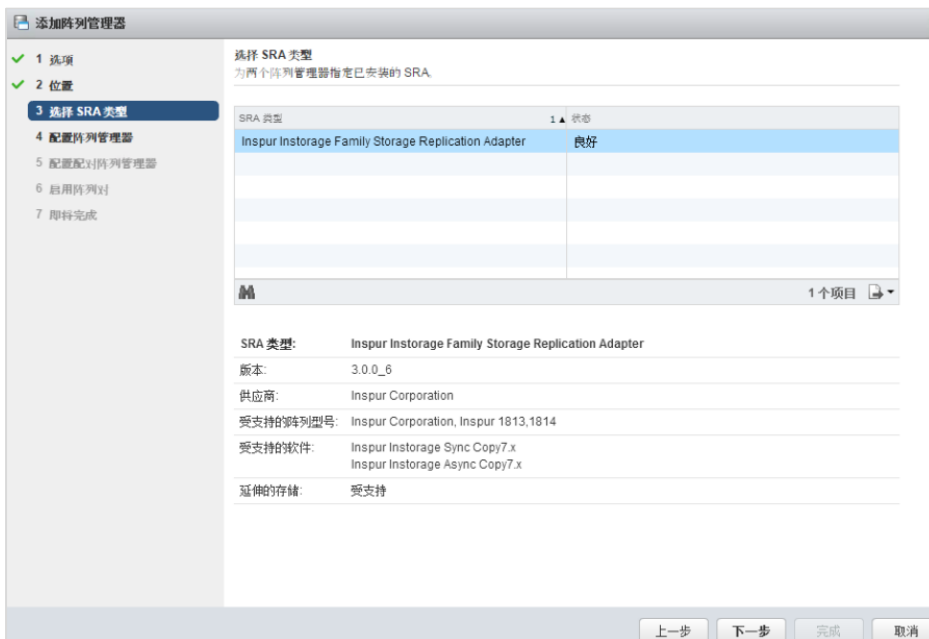 添加阵列管理器
1 选项
2 位置
3 选择 SRA 类型
4 配置阵列管理器
5 配置配对阵列管理器
6 启用阵列对
7 即将完成
选择 SRA 类型
为两个阵列管理器指定已安装的 SRA。
SRA 类型 1 ▲ 状态
Inspur Instorage Family Storage Replication Adapter 良好
1 个项目
SRA 类型: Inspur Instorage Family Storage Replication Adapter
版本: 3.0.0_6
供应商: Inspur Corporation
受支持的阵列型号: Inspur Corporation, Inspur 1813,1814
受支持的软件: Inspur Instorage Sync Copy7.x
Inspur Instorage Async Copy7.x
延伸的存储: 受支持
上一步 下一步 完成 取消